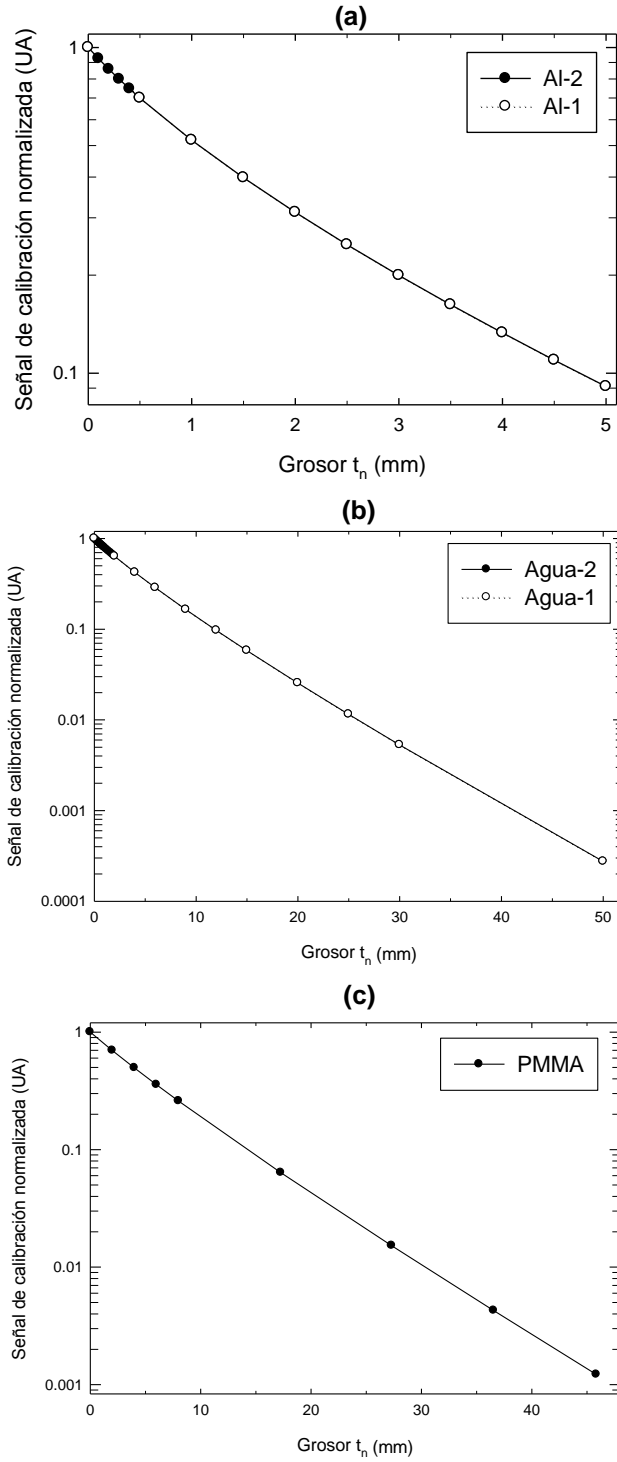 (a)
Señal de calibración normalizada (UA)
1
0.1
Al-2
Al-1
0 1 2 3 4 5
Grosor tn (mm)
(b)
Señal de calibración normalizada (UA)
1
0.1
0.01
0.001
0.0001
Agua-2
Agua-1
0 10 20 30 40 50
Grosor tn (mm)
(c)
Señal de calibración normalizada (UA)
1
0.1
0.01
0.001
PMMA
0 10 20 30 40
Grosor tn (mm)